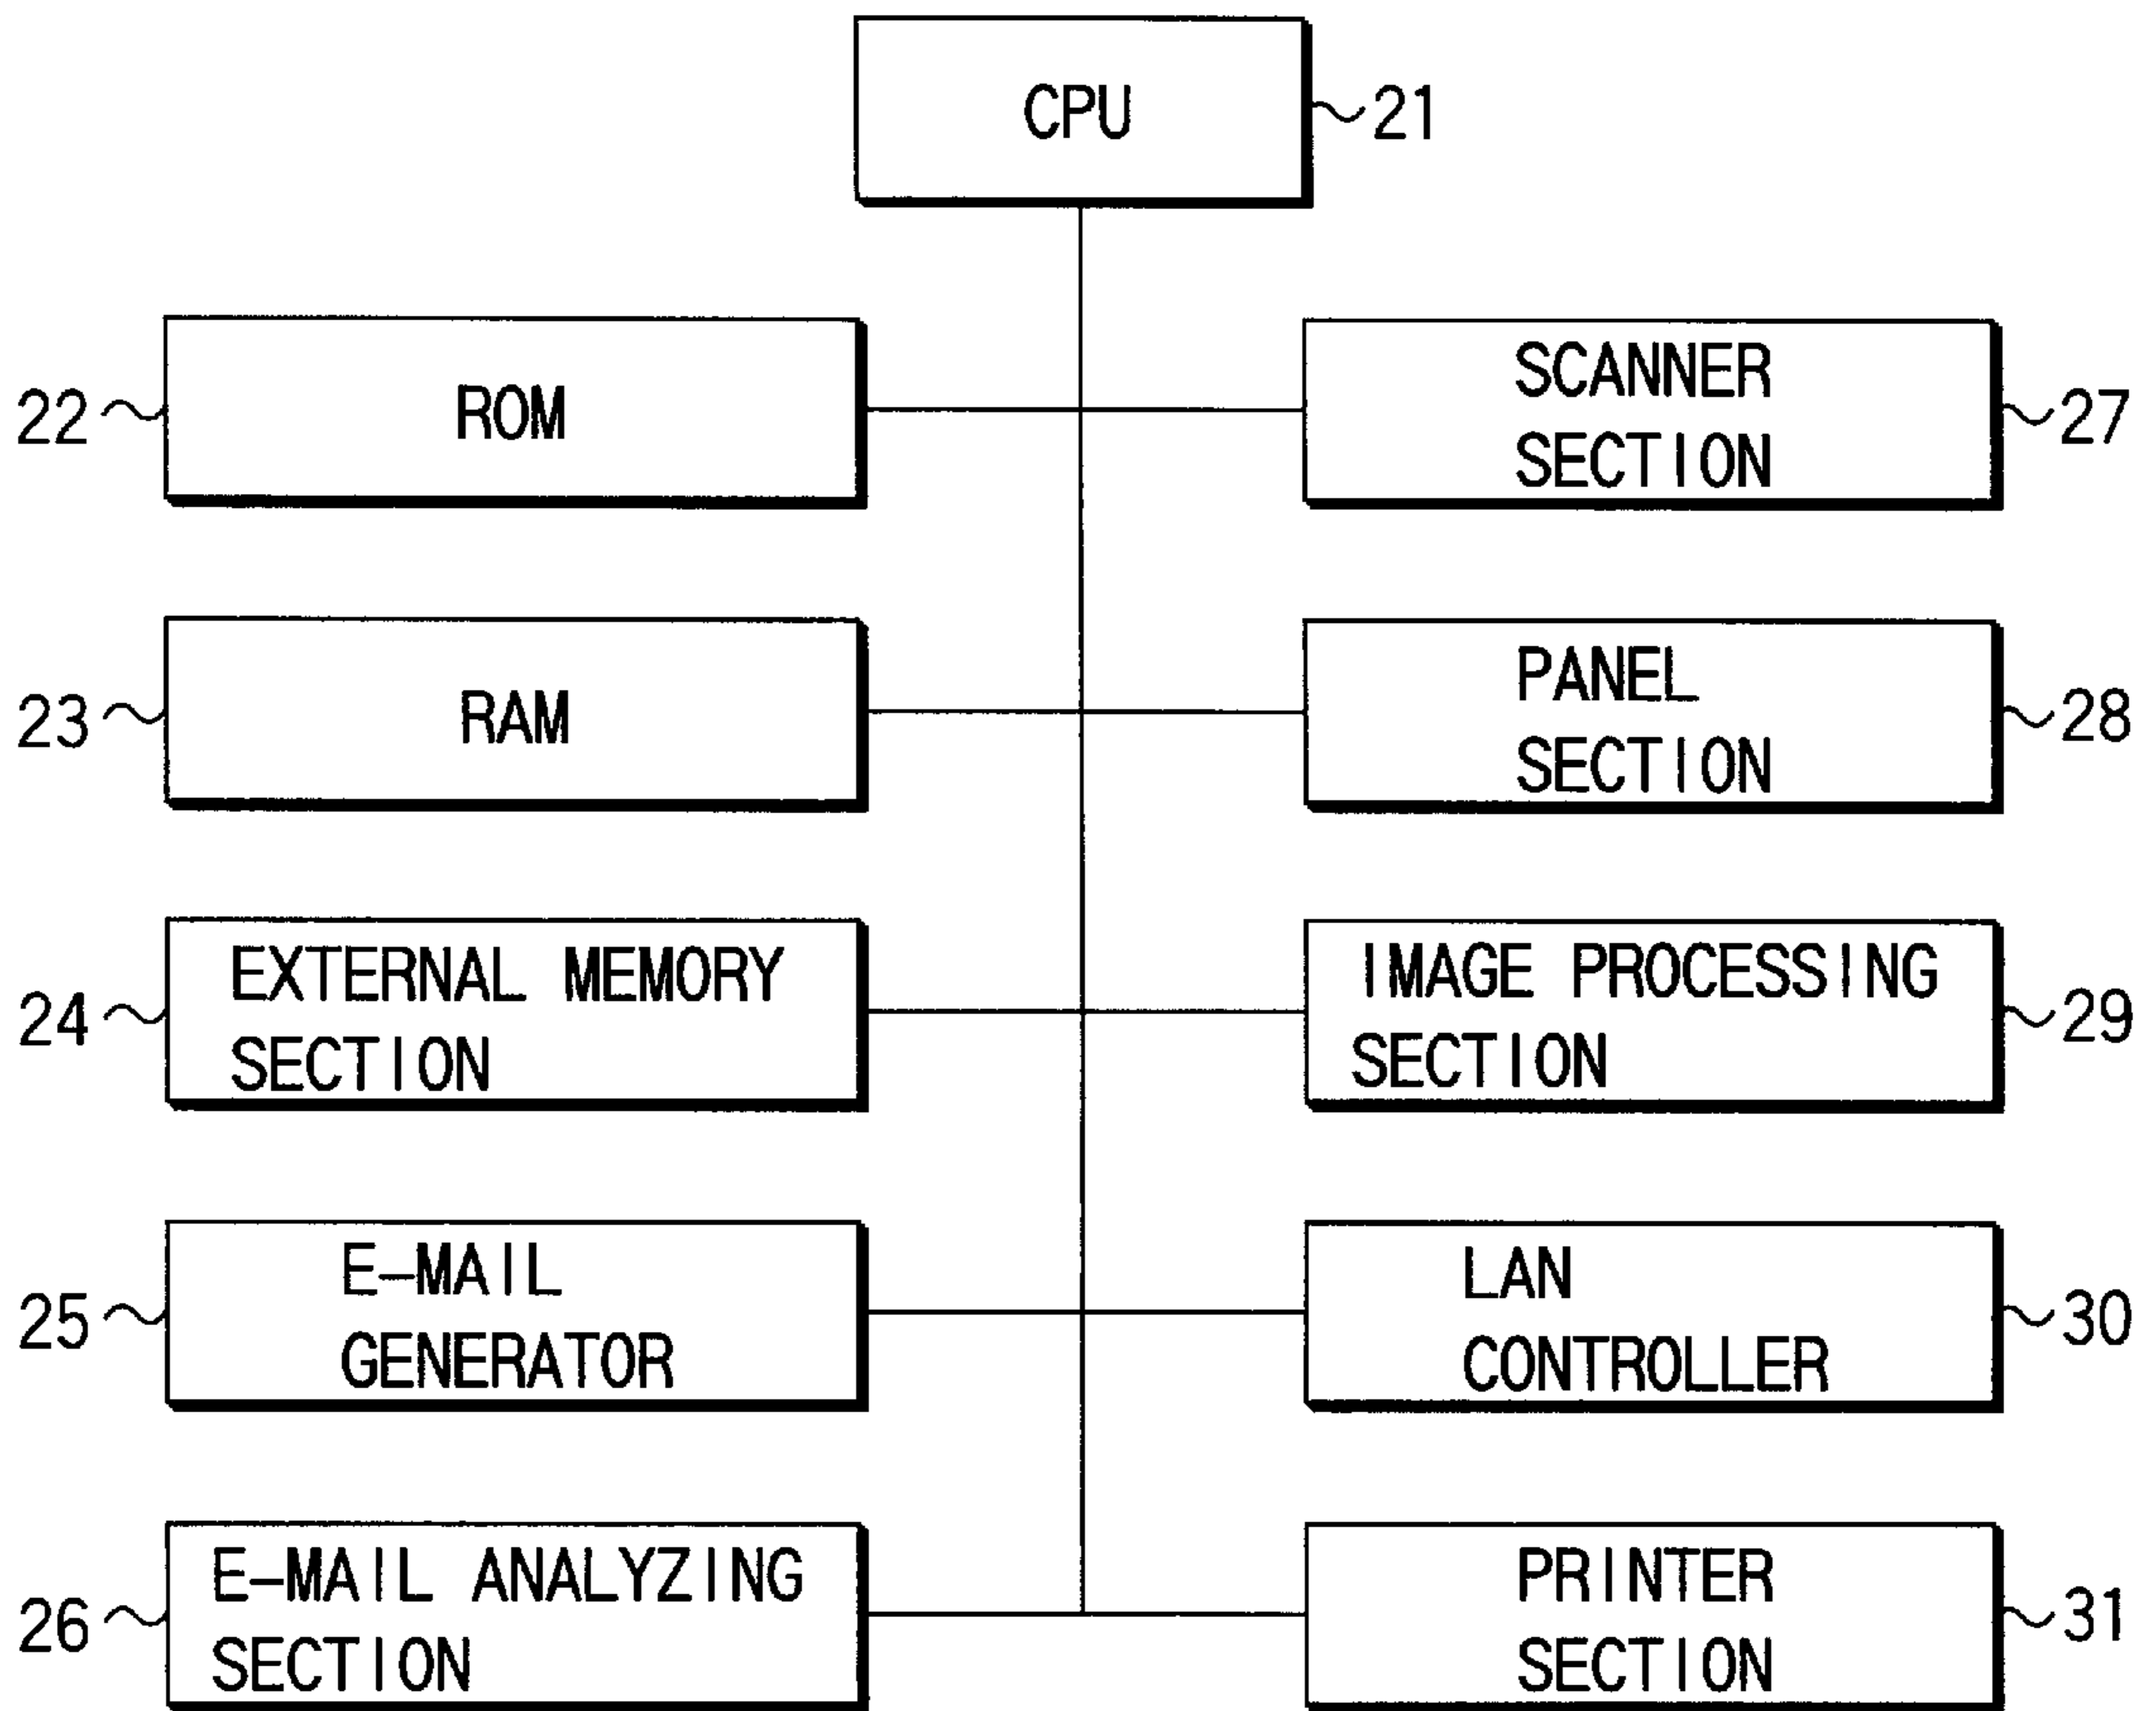 CPU
21
22
ROM
SCANNER
SECTION
27
23
RAM
PANEL
SECTION
28
24
EXTERNAL MEMORY
SECTION
IMAGE PROCESSING
SECTION
29
25
E-MAIL
GENERATOR
LAN
CONTROLLER
30
26
E-MAIL ANALYZING
SECTION
PRINTER
SECTION
31